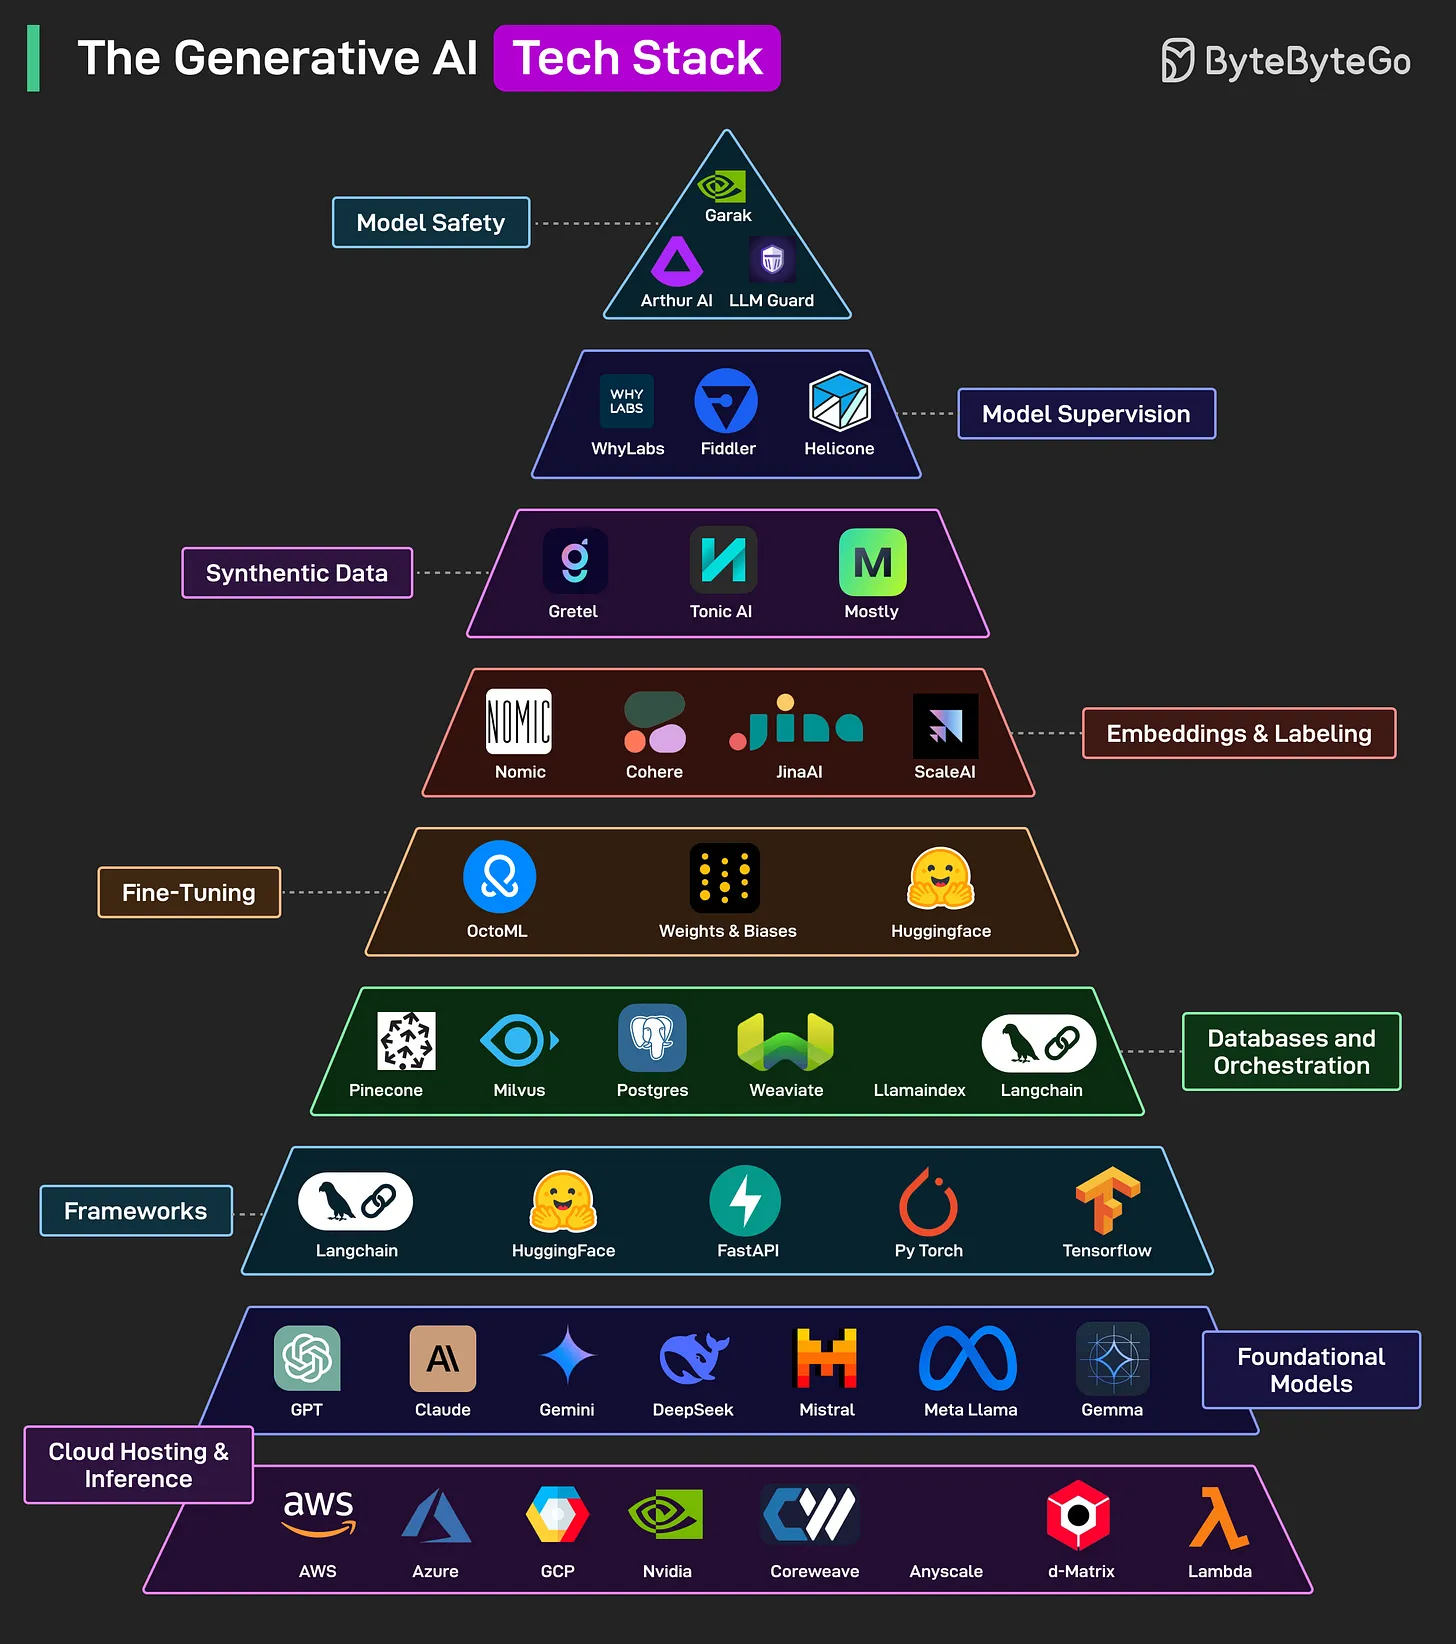 The Generative AI Tech Stack
ByteByteGo
Model Safety
Garak
Arthur AI
LLM Guard
WHY
LABS
WhyLabs
Fiddler
Helicone
Model Supervision
Synthentic Data
Gretel
Tonic AI
M
Mostly
NOMIC
Nomic
Cohere
Jina
JinaAI
ScaleAI
Embeddings & Labeling
Fine-Tuning
OctoML
Weights & Biases
Huggingface
Pinecone
Milvus
Postgres
Weaviate
Llamaindex
Langchain
Databases and
Orchestration
Frameworks
Langchain
HuggingFace
FastAPI
Py Torch
Tensorflow
GPT
A\
Claude
Gemini
DeepSeek
Mistral
Meta Llama
Gemma
Foundational
Models
Cloud Hosting &
Inference
aws
AWS
Azure
GCP
Nvidia
Coreweave
Anyscale
d-Matrix
Lambda